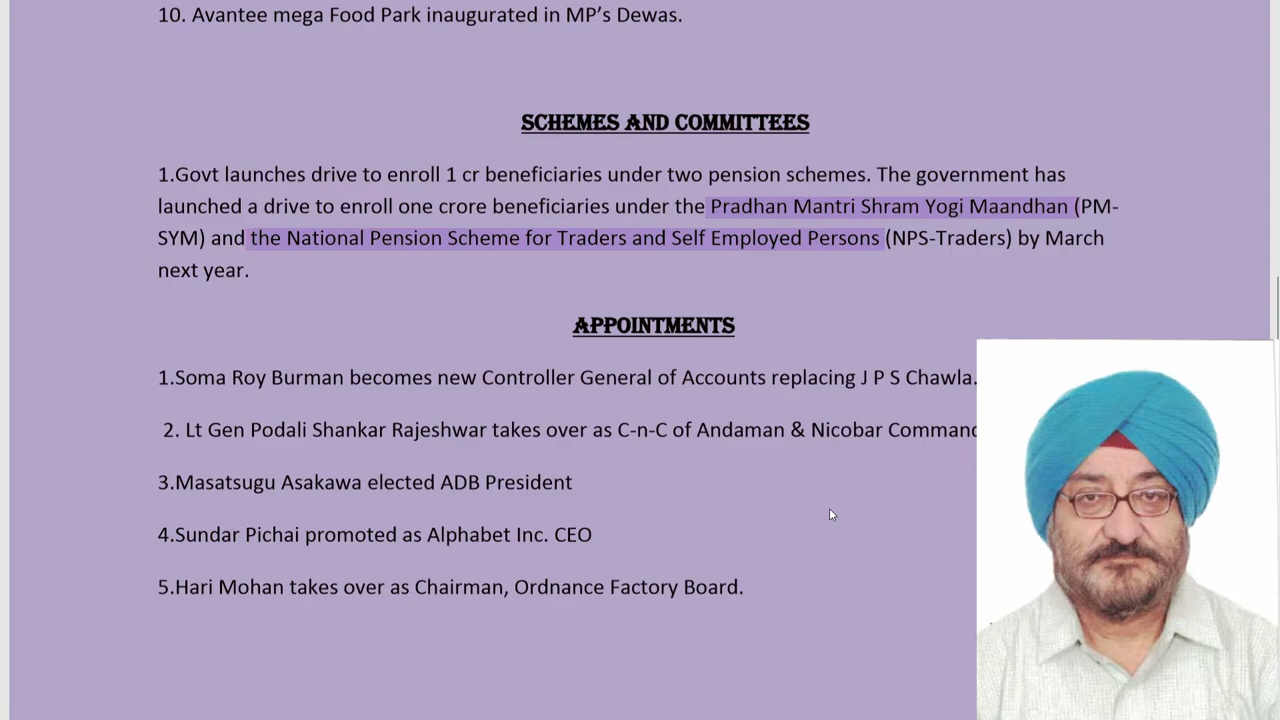 10. Avantee mega Food Park inaugurated in MP’s Dewas.
SCHEMES AND COMMITTEES
1.Govt launches drive to enroll 1 cr beneficiaries under two pension schemes. The government has
launched a drive to enroll one crore beneficiaries under the Pradhan Mantri Shram Yogi Maandhan (PM-
SYM) and the National Pension Scheme for Traders and Self Employed Persons (NPS-Traders) by March
next year.
APPOINTMENTS
1.Soma Roy Burman becomes new Controller General of Accounts replacing J P S Chawla.
2. Lt Gen Podali Shankar Rajeshwar takes over as C-n-C of Andaman & Nicobar Command
3.Masatsugu Asakawa elected ADB President
4.Sundar Pichai promoted as Alphabet Inc. CEO
5.Hari Mohan takes over as Chairman, Ordnance Factory Board.